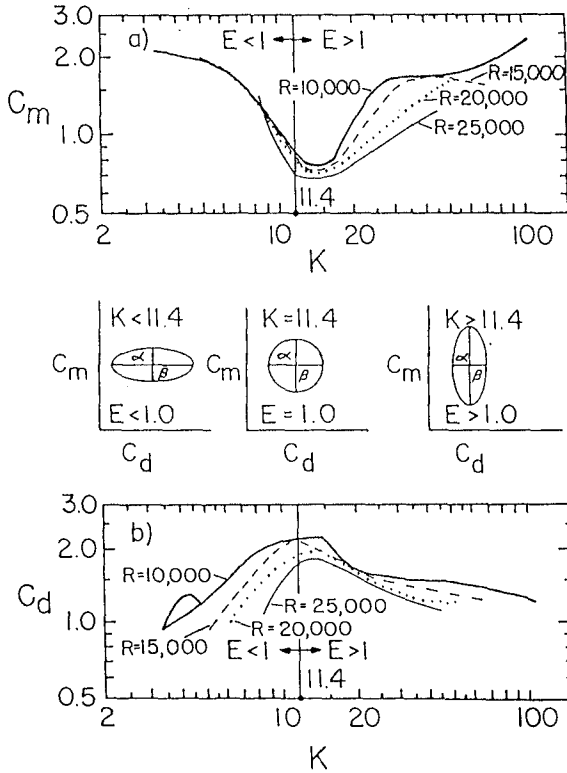 3.0
a)
E<1
E>1
2.0
R=10,000
R=15,000
R=20,000
R=25,000
Cm
1.0
11.4
0.5
2
10
20
100
K
K<11.4
K=11.4
K>11.4
Cm
α
β
Cm
α
β
Cm
α
β
E<1.0
E=1.0
E>1.0
Cd
Cd
Cd
3.0
b)
2.0
R=10,000
Cd
R=25,000
1.0
R=20,000
R=15,000
E<1
E>1
11.4
0.5
2
10
20
100
K